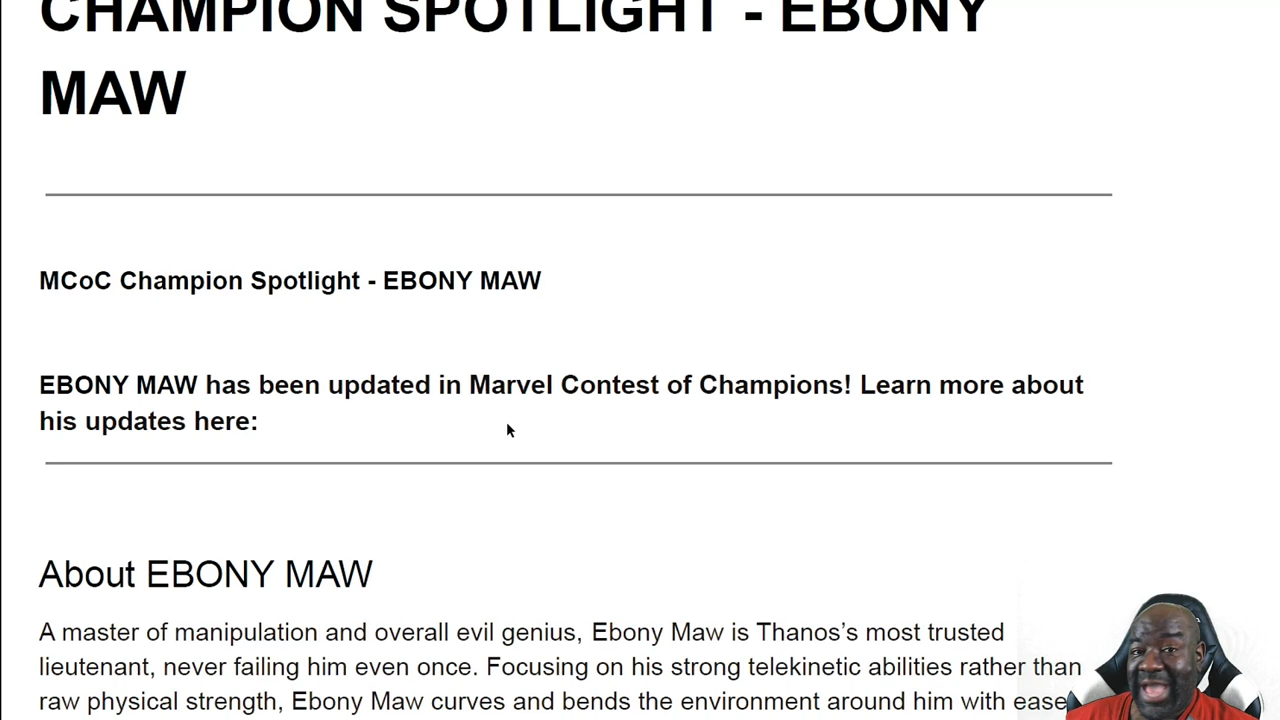 CHAMPION SPOTLIGHT - EBONY
MAW
MCoC Champion Spotlight - EBONY MAW
EBONY MAW has been updated in Marvel Contest of Champions! Learn more about
his updates here:
About EBONY MAW
A master of manipulation and overall evil genius, Ebony Maw is Thanos’s most trusted
lieutenant, never failing him even once. Focusing on his strong telekinetic abilities rather than
raw physical strength, Ebony Maw curves and bends the environment around him with ease